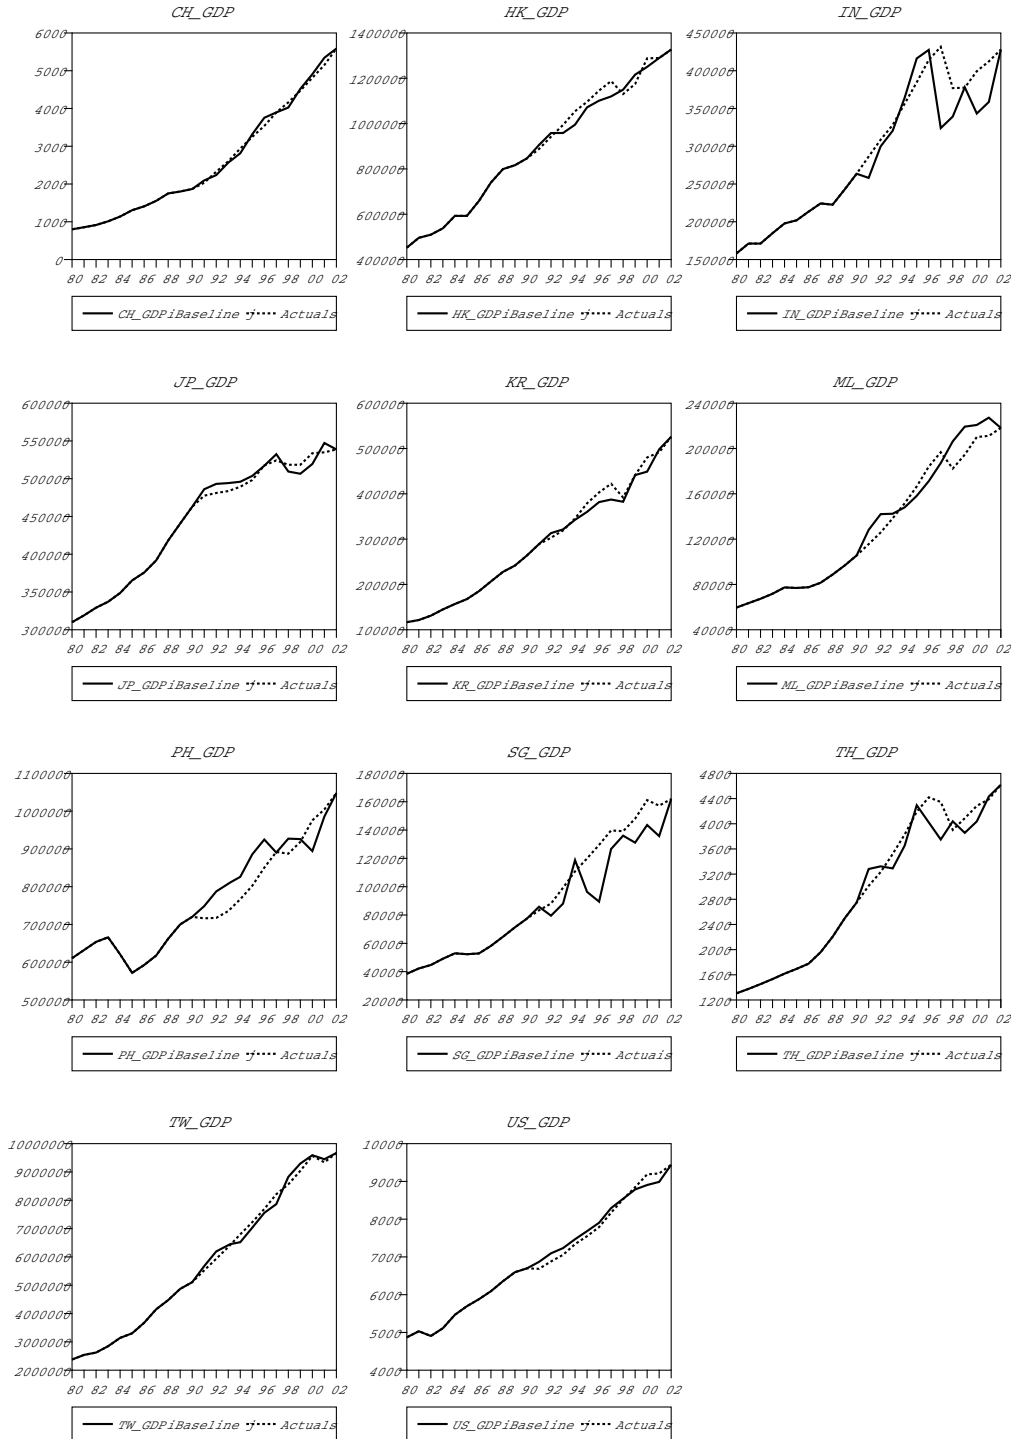 CH_GDP HK_GDP IN_GDP
6000 1400000 450000
5000 1200000 400000
4000 1000000 350000
3000 800000 300000
2000 600000 250000
1000 400000 200000
0 150000
80 82 84 86 88 90 92 94 96 98 00 02 80 82 84 86 88 90 92 94 96 98 00 02 80 82 84 86 88 90 92 94 96 98 00 02
CH_GDPiBaseline j Actuals HK_GDPiBaseline j Actuals IN_GDPiBaseline j Actuals
JP_GDP KR_GDP ML_GDP
600000 600000 240000
550000 500000 200000
500000 400000 160000
450000 300000 120000
400000 200000 80000
350000 100000 40000
300000
80 82 84 86 88 90 92 94 96 98 00 02 80 82 84 86 88 90 92 94 96 98 00 02 80 82 84 86 88 90 92 94 96 98 00 02
JP_GDPiBaseline j Actuals KR_GDPiBaseline j Actuals ML_GDPiBaseline j Actuals
PH_GDP SG_GDP TH_GDP
1100000 180000 4800
1000000 160000 4400
900000 140000 4000
800000 120000 3600
700000 100000 3200
600000 80000 2800
500000 60000 2400
40000 2000
20000 1600
1200
80 82 84 86 88 90 92 94 96 98 00 02 80 82 84 86 88 90 92 94 96 98 00 02 80 82 84 86 88 90 92 94 96 98 00 02
PH_GDPiBaseline j Actuals SG_GDPiBaseline j Actuals TH_GDPiBaseline j Actuals
TW_GDP US_GDP
10000000 10000
9000000 9000
8000000 8000
7000000 7000
6000000 6000
5000000 5000
4000000 4000
3000000
2000000
80 82 84 86 88 90 92 94 96 98 00 02 80 82 84 86 88 90 92 94 96 98 00 02
TW_GDPiBaseline j Actuals US_GDPiBaseline j Actuals